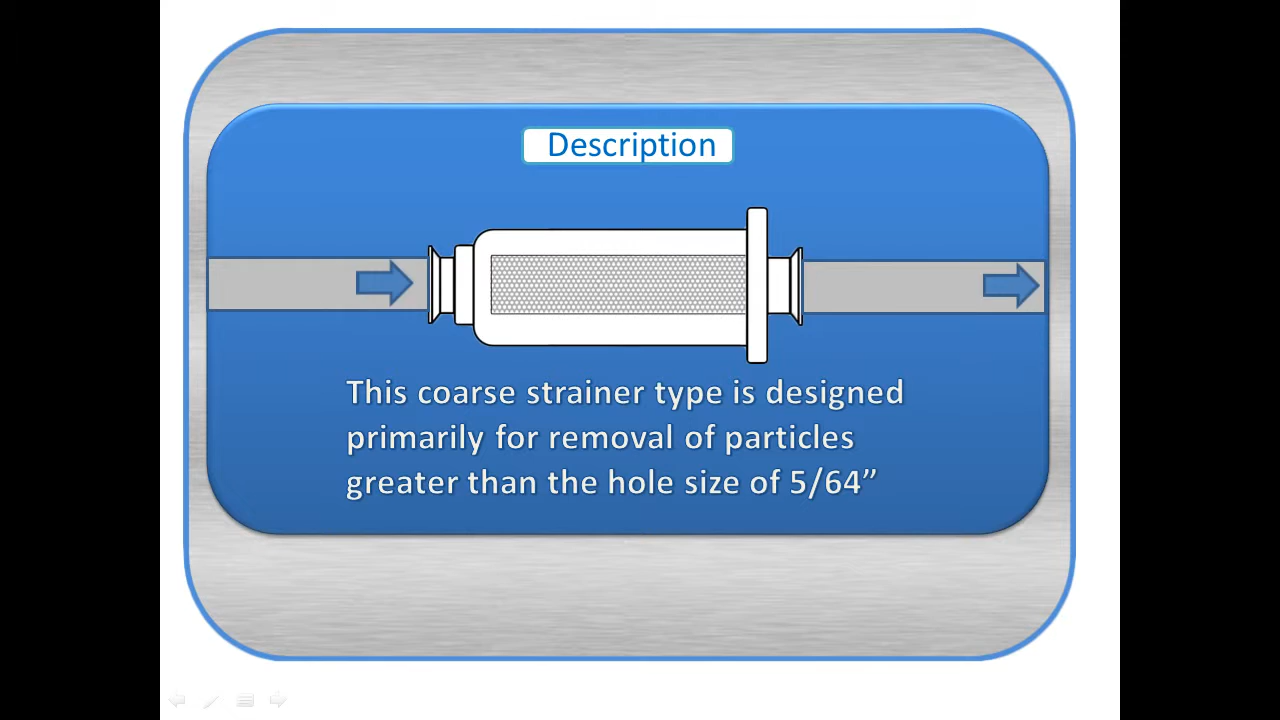 Description
This coarse strainer type is designed
primarily for removal of particles
greater than the hole size of 5/64”